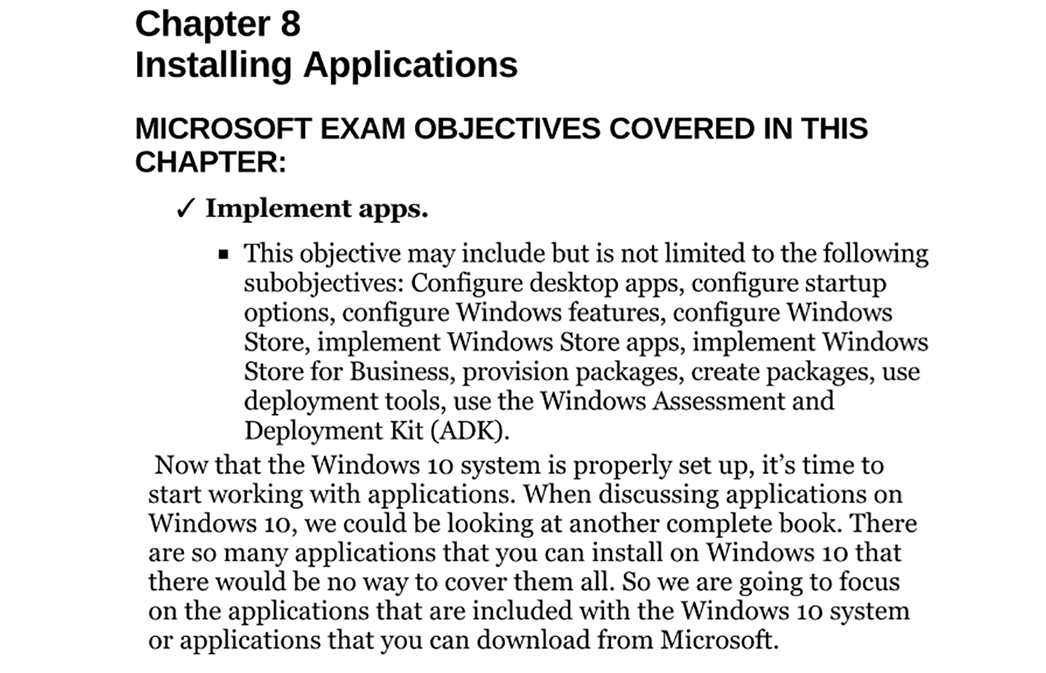 Chapter 8
Installing Applications
MICROSOFT EXAM OBJECTIVES COVERED IN THIS
CHAPTER:
✓ Implement apps.
▪ This objective may include but is not limited to the following
subobjectives: Configure desktop apps, configure startup
options, configure Windows features, configure Windows
Store, implement Windows Store apps, implement Windows
Store for Business, provision packages, create packages, use
deployment tools, use the Windows Assessment and
Deployment Kit (ADK).
Now that the Windows 10 system is properly set up, it’s time to
start working with applications. When discussing applications on
Windows 10, we could be looking at another complete book. There
are so many applications that you can install on Windows 10 that
there would be no way to cover them all. So we are going to focus
on the applications that are included with the Windows 10 system
or applications that you can download from Microsoft.